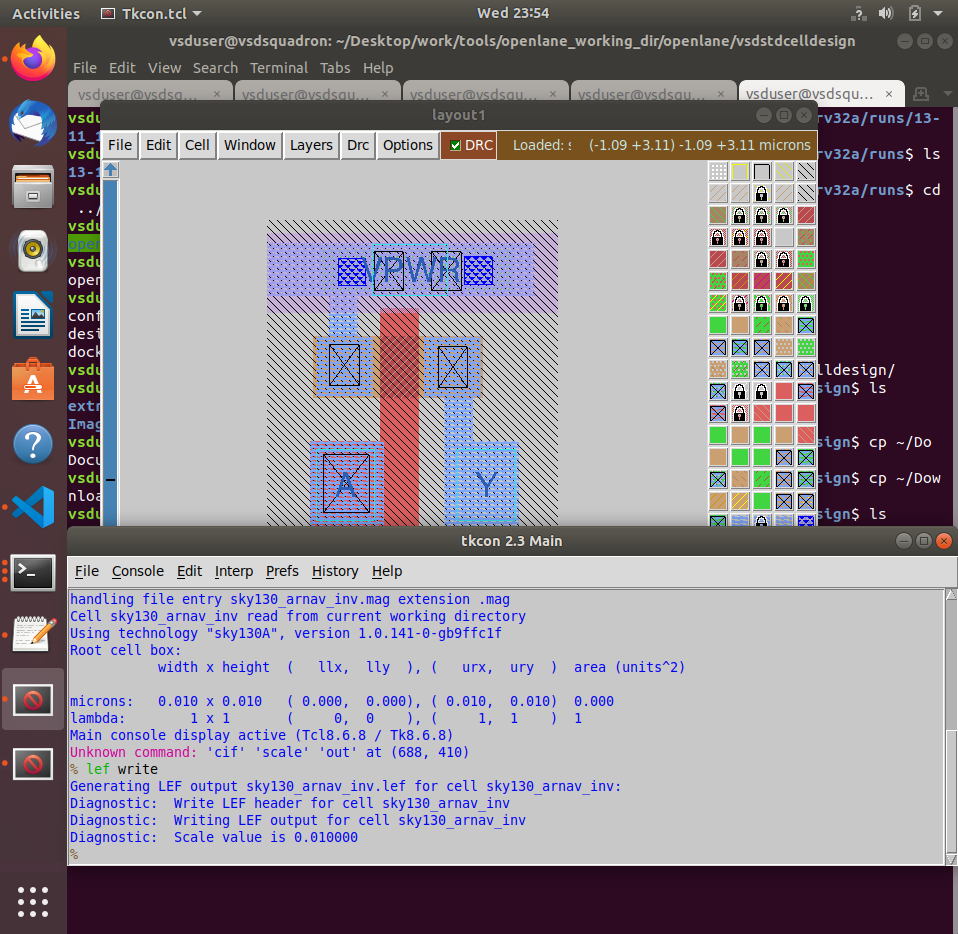 Activities Tkcon.tcl Wed 23:54
vsduser@vsdsquadron: ~/Desktop/work/tools/openlane_working_dir/openlane/vsdstdcelldesign
File Edit View Search Terminal Tabs Help
vsduser@vsdsq... × vsduser@vsdsqu... × vsduser@vsdsqu... × vsduser@vsdsqu... × vsduser@vsdsqu... ×
layout1
File Edit Cell Window Layers Drc Options DRC Loaded: s (-1.09 +3.11) -1.09 +3.11 microns
vsdu rv32a/runs/13-
11_1
vsdu rv32a/runs$ ls
13-1
vsdu rv32a/runs$ cd
../
vsdu
open
vsdu
open
vsdu
conf
desi
dock
vsdu lldesign/
vsdu sign$ ls
extr
Imag
vsdu sign$ cp ~/Do
Docu
vsdu sign$ cp ~/Dow
nloa
vsdu sign$ ls
VPWR
A Y
tkcon 2.3 Main
File Console Edit Interp Prefs History Help
handling file entry sky130_arnav_inv.mag extension .mag
Cell sky130_arnav_inv read from current working directory
Using technology "sky130A", version 1.0.141-0-gb9ffc1f
Root cell box:
width x height ( llx, lly ), ( urx, ury ) area (units^2)
microns: 0.010 x 0.010 ( 0.000, 0.000), ( 0.010, 0.010) 0.000
lambda: 1 x 1 ( 0, 0 ), ( 1, 1 ) 1
Main console display active (Tcl8.6.8 / Tk8.6.8)
Unknown command: 'cif' 'scale' 'out' at (688, 410)
% lef write
Generating LEF output sky130_arnav_inv.lef for cell sky130_arnav_inv:
Diagnostic: Write LEF header for cell sky130_arnav_inv
Diagnostic: Writing LEF output for cell sky130_arnav_inv
Diagnostic: Scale value is 0.010000
%